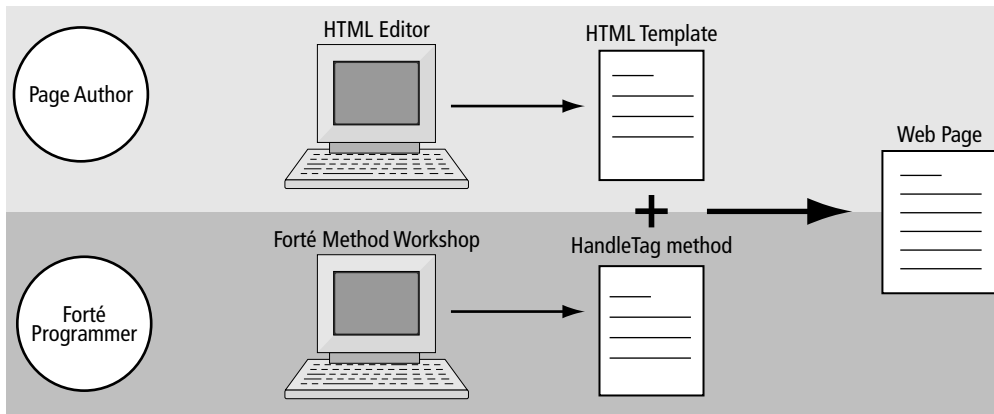 HTML Editor
HTML Template
Page Author
Web Page
Forté Method Workshop
HandleTag method
Forté
Programmer